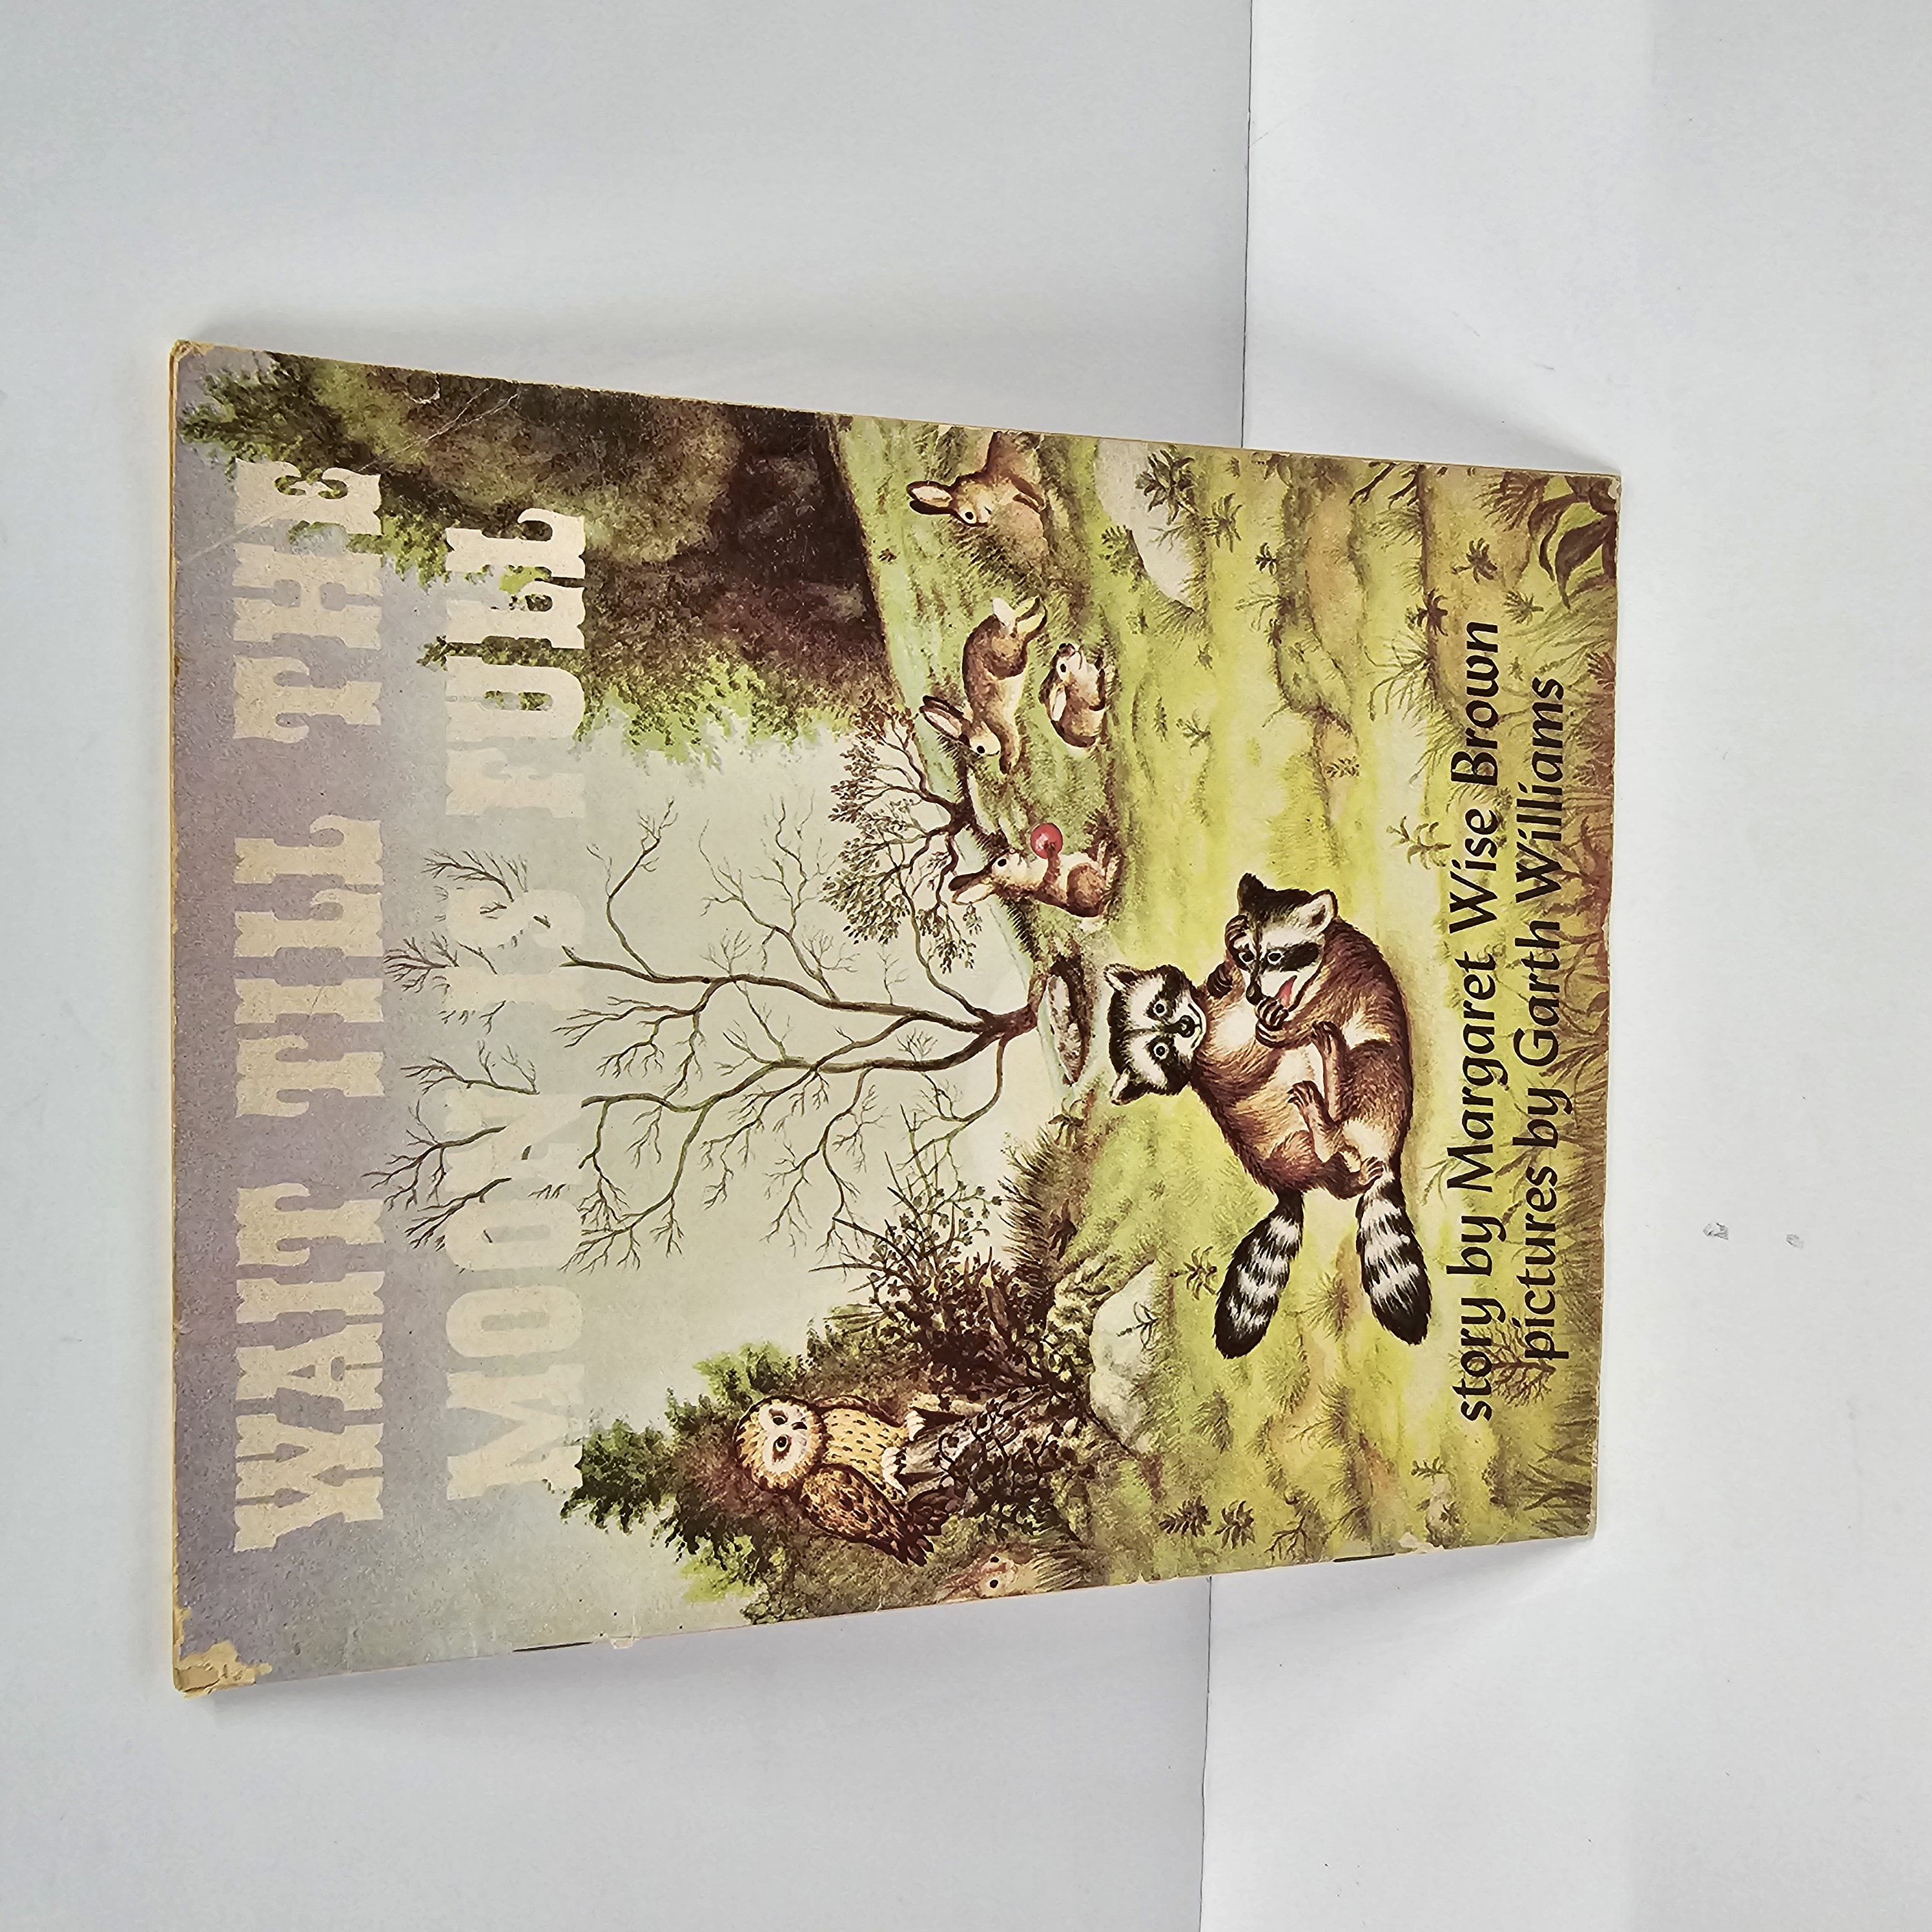 WAIT TILL THE
MOON IS FULL
story by Margaret Wise Brown
pictures by Garth Williams